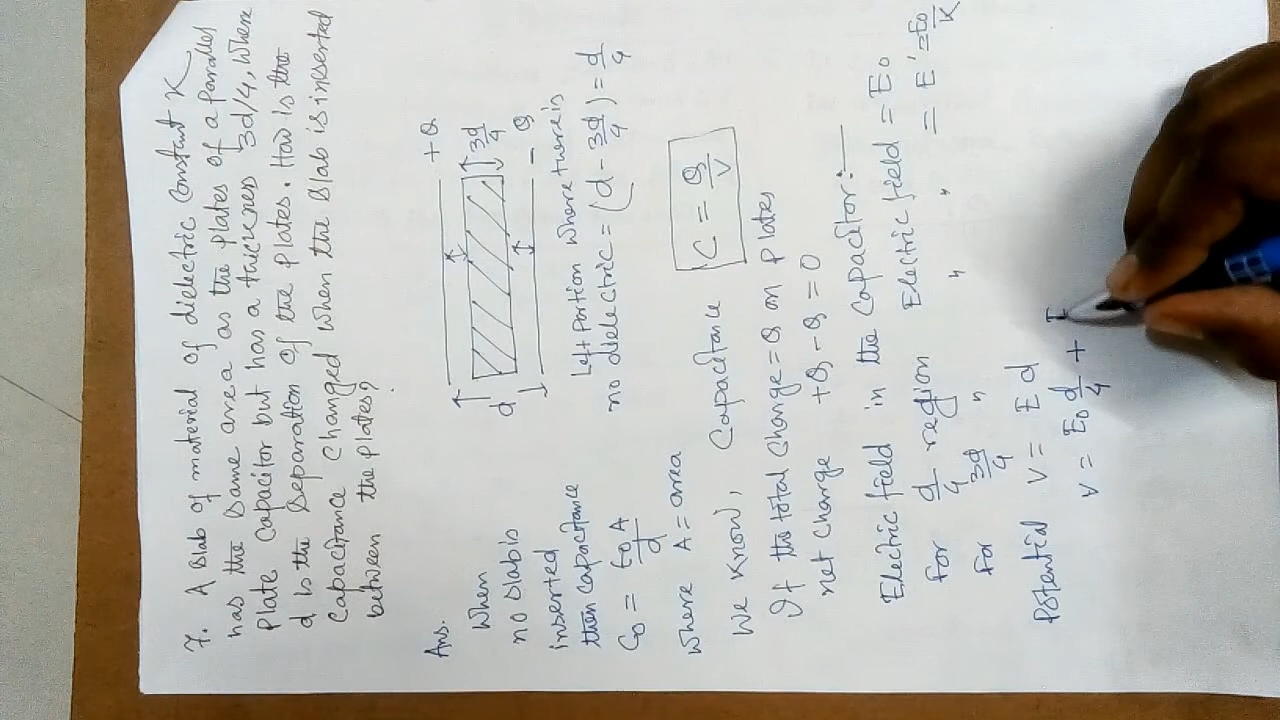 7. A slab of material of dielectric constant K
has the same area as the plates of a parallel
plate capacitor but has a thickness 3d/4, where
d is the separation of the plates. How is the
capacitance changed when the slab is inserted
between the plates?
Ans.
+Q
d
3d/4
- Q
When
no slab is
inserted
then capacitance
C₀ = ε₀A/d
where A = area
Left portion where there is
no dielectric = (d - 3d/4) = d/4
We know, Capacitance C = Q/V
If the total charge = Q on plates
net charge +Q - Q = 0
Electric field in the capacitor:—
For d/4 region Electric field = E₀
For 3d/4 " " " = E' = E₀/K
Potential V = Ed
V = E₀ d/4 +